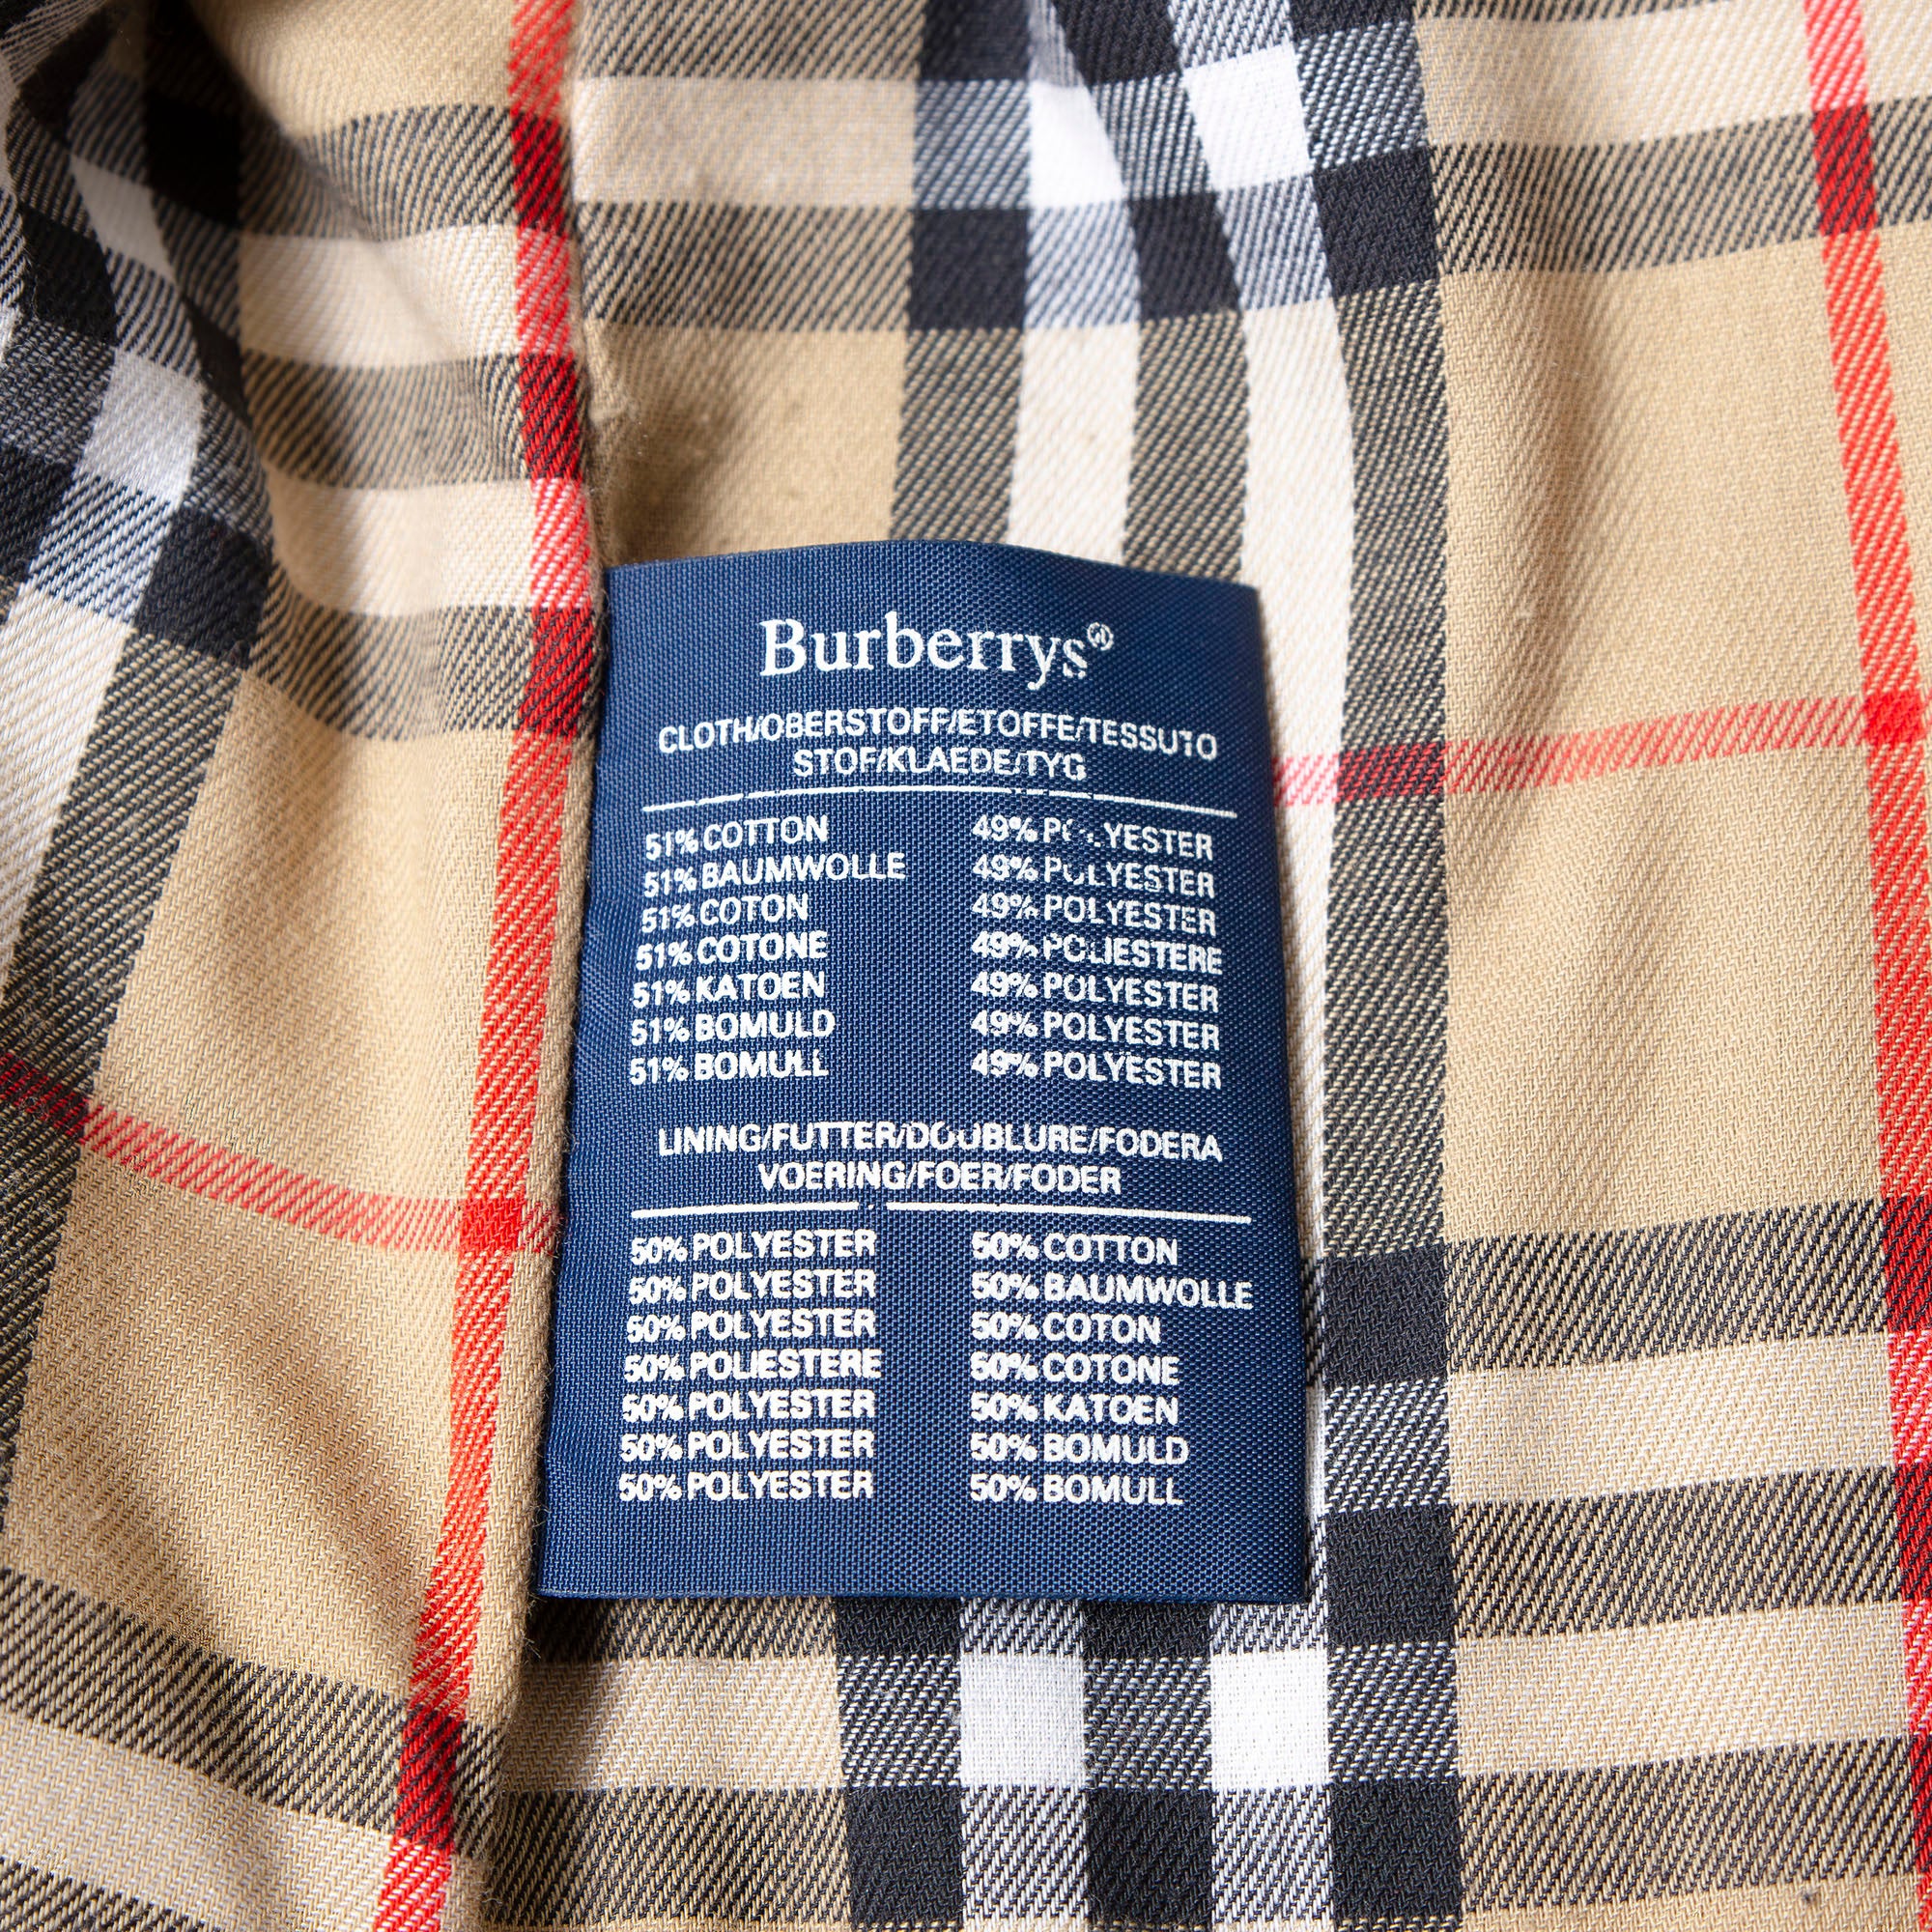 Burberrys®
CLOTH/OBERSTOFF/ETOFFE/TESSUTO
STOF/KLAEDE/TYG
51% COTTON 49% POLYESTER
51% BAUMWOLLE 49% POLYESTER
51% COTON 49% POLYESTER
51% COTONE 49% POLIESTERE
51% KATOEN 49% POLYESTER
51% BOMULD 49% POLYESTER
51% BOMULL 49% POLYESTER
LINING/FUTTER/DOUBLURE/FODERA
VOERING/FOER/FODER
50% POLYESTER 50% COTTON
50% POLYESTER 50% BAUMWOLLE
50% POLYESTER 50% COTON
50% POLIESTERE 50% COTONE
50% POLYESTER 50% KATOEN
50% POLYESTER 50% BOMULD
50% POLYESTER 50% BOMULL